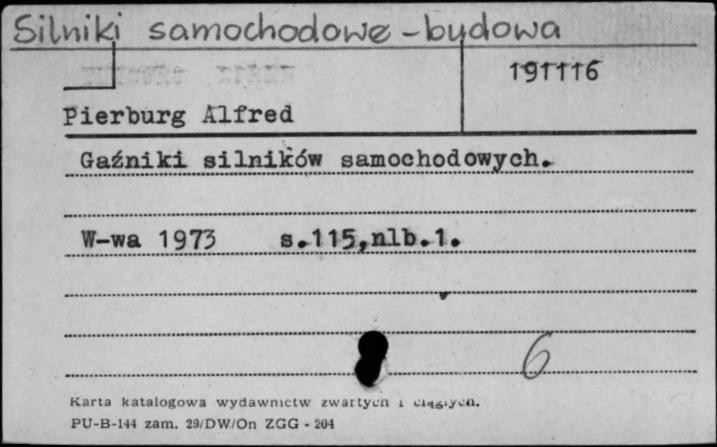 Silniki samochodowe - budowa
191116
Pierburg Alfred
Gaźniki silników samochodowych.
W-wa 1973 s.115,nlb.1.
6
Karta katalogowa wydawnictw zwartych i ciągłych.
PU-B-144 zam. 29/DW/On ZGG - 204